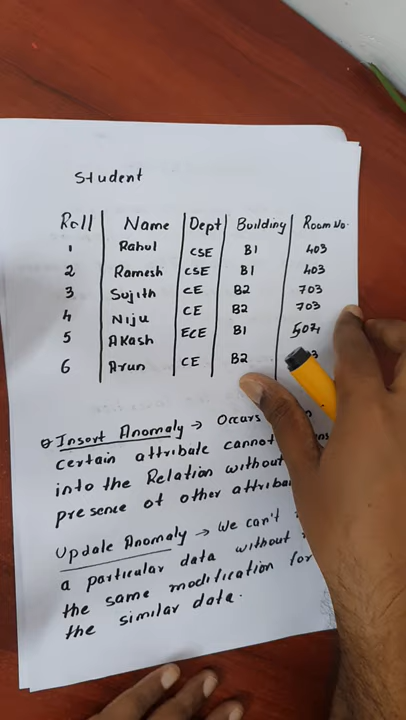 Student
Roll Name Dept Building Room No.
1 Rahul CSE B1 403
2 Ramesh CSE B1 403
3 Sujith CE B2 703
4 Niju CE B2 703
5 Akash ECE B1
6 Arun CE B2
Insert Anomaly → Occurs
certain attribale cannot
into the Relation without
presence of other
Update Anomaly → We can't
a particular data without
the same modification for
the similar data.